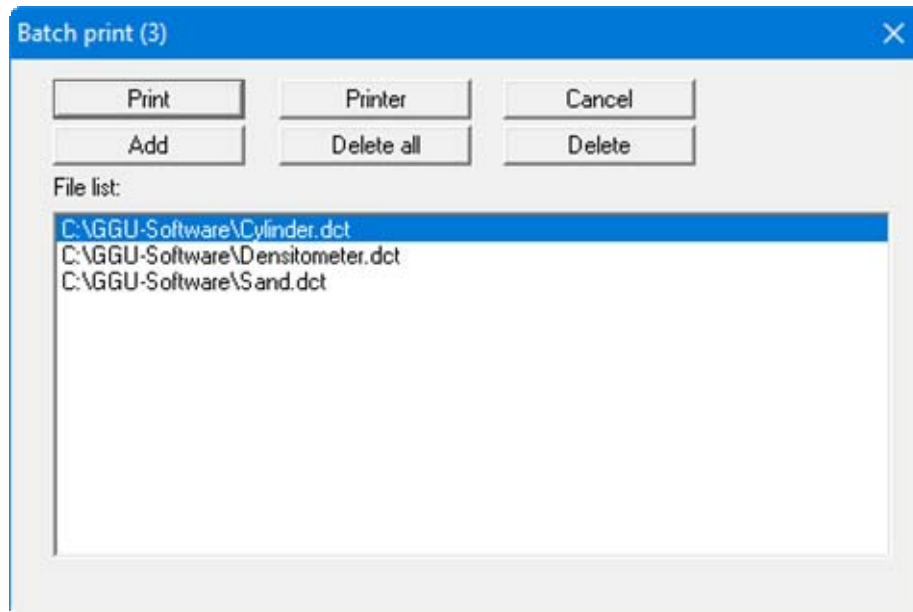 Batch print (3)
Print Printer Cancel
Add Delete all Delete
File list:
C:\GGU-Software\Cylinder.dct
C:\GGU-Software\Densitometer.dct
C:\GGU-Software\Sand.dct